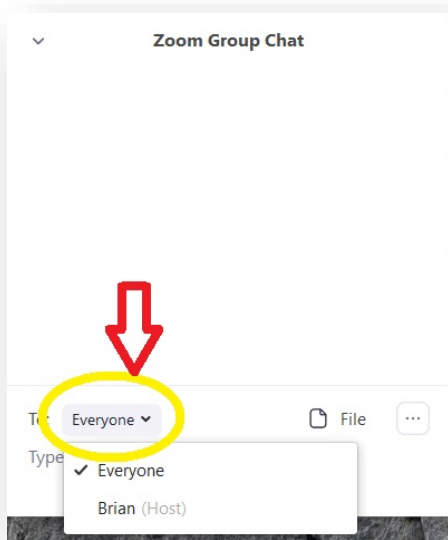 Zoom Group Chat
To: Everyone File ...
Type
Everyone
Brian (Host)